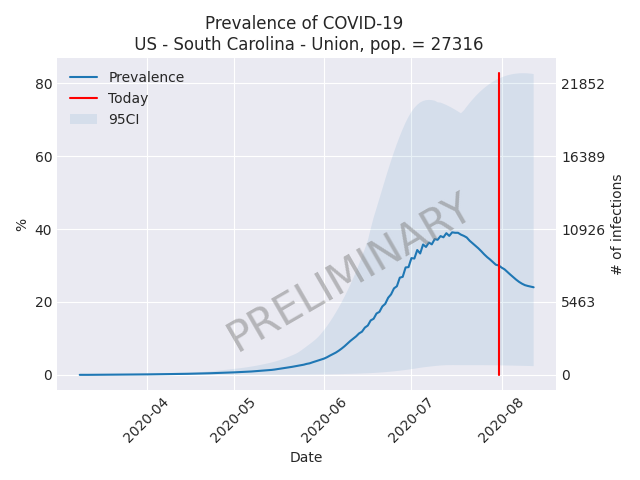 Prevalence of COVID-19
US - South Carolina - Union, pop. = 27316
Prevalence
Today
95CI
80
60
40
20
0
%
21852
16389
10926
5463
0
# of infections
PRELIMINARY
2020-04
2020-05
2020-06
2020-07
2020-08
Date